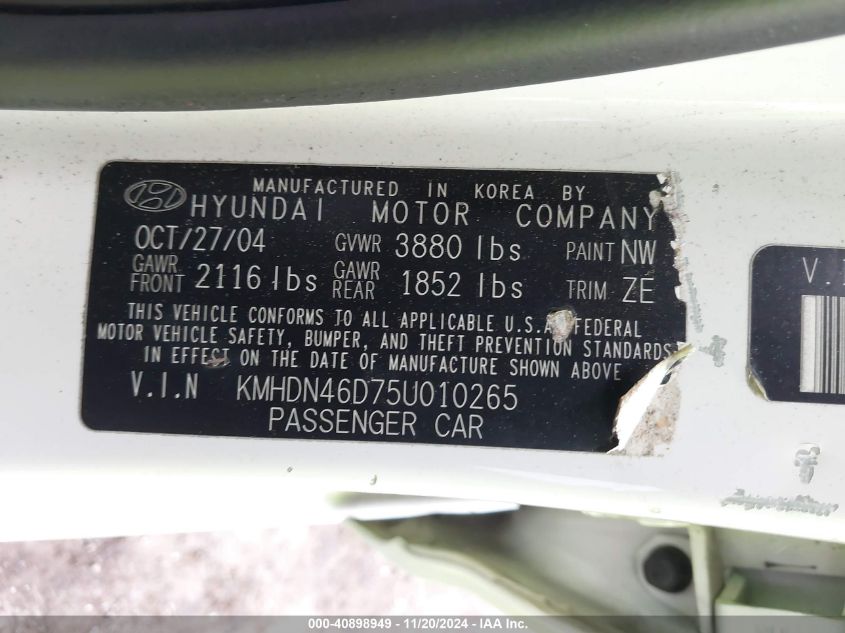 MANUFACTURED IN KOREA BY
HYUNDAI MOTOR COMPANY
OCT/27/04 GVWR 3880 lbs PAINT NW
GAWR FRONT 2116 lbs GAWR REAR 1852 lbs TRIM ZE
THIS VEHICLE CONFORMS TO ALL APPLICABLE U.S.A. FEDERAL
MOTOR VEHICLE SAFETY, BUMPER, AND THEFT PREVENTION STANDARDS
IN EFFECT ON THE DATE OF MANUFACTURE SHOWN ABOVE
V.I.N KMHDN46D75U010265
PASSENGER CAR
V.I
000-40898949 - 11/20/2024 - IAA Inc.